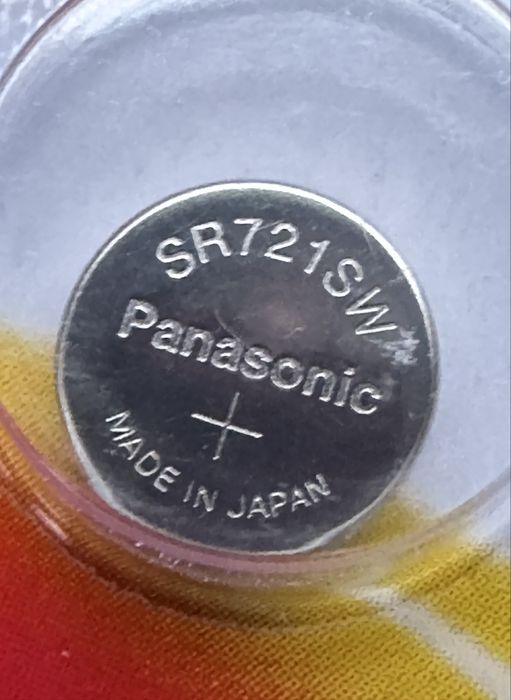 SR721SW
Panasonic
+
MADE IN JAPAN